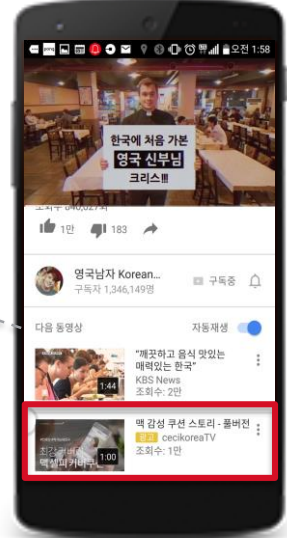 오전 1:58
한국에 처음 가본
영국 신부님
크리스!!!
1만
183
영국남자 Korean...
구독자 1,346,149명
구독중
다음 동영상
자동재생
"깨끗하고 음식 맛있는
매력있는 한국"
KBS News
조회수: 2만
1:44
맥 감성 쿠션 스토리 - 풀버전
광고 cecikoreaTV
조회수: 1만
1:00